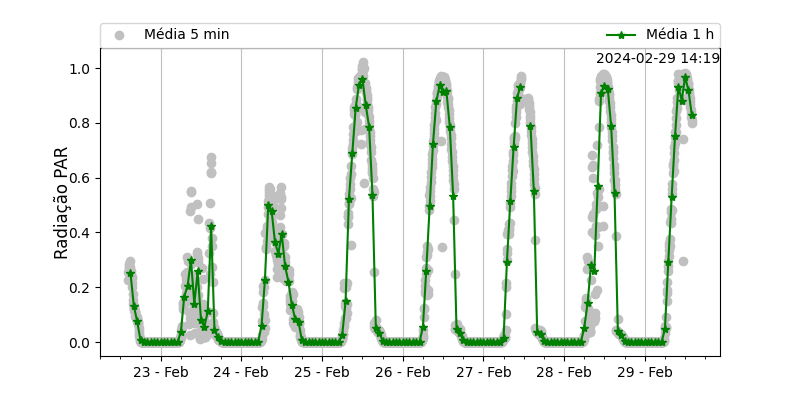 Média 5 min
Média 1 h
2024-02-29 14:19
Radiação PAR
1.0
0.8
0.6
0.4
0.2
0.0
23 - Feb
24 - Feb
25 - Feb
26 - Feb
27 - Feb
28 - Feb
29 - Feb